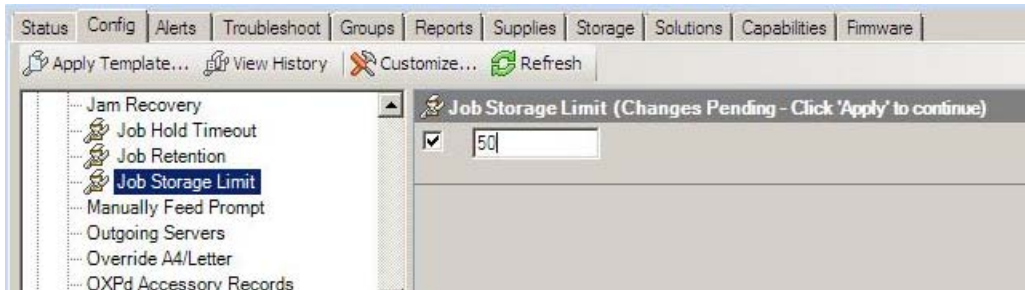 Status Config Alerts Troubleshoot Groups Reports Supplies Storage Solutions Capabilities Firmware
Apply Template... View History Customize... Refresh
Jam Recovery
Job Hold Timeout
Job Retention
Job Storage Limit
Manually Feed Prompt
Outgoing Servers
Override A4/Letter
OXPd Accessory Records
Job Storage Limit (Changes Pending - Click 'Apply' to continue)
50